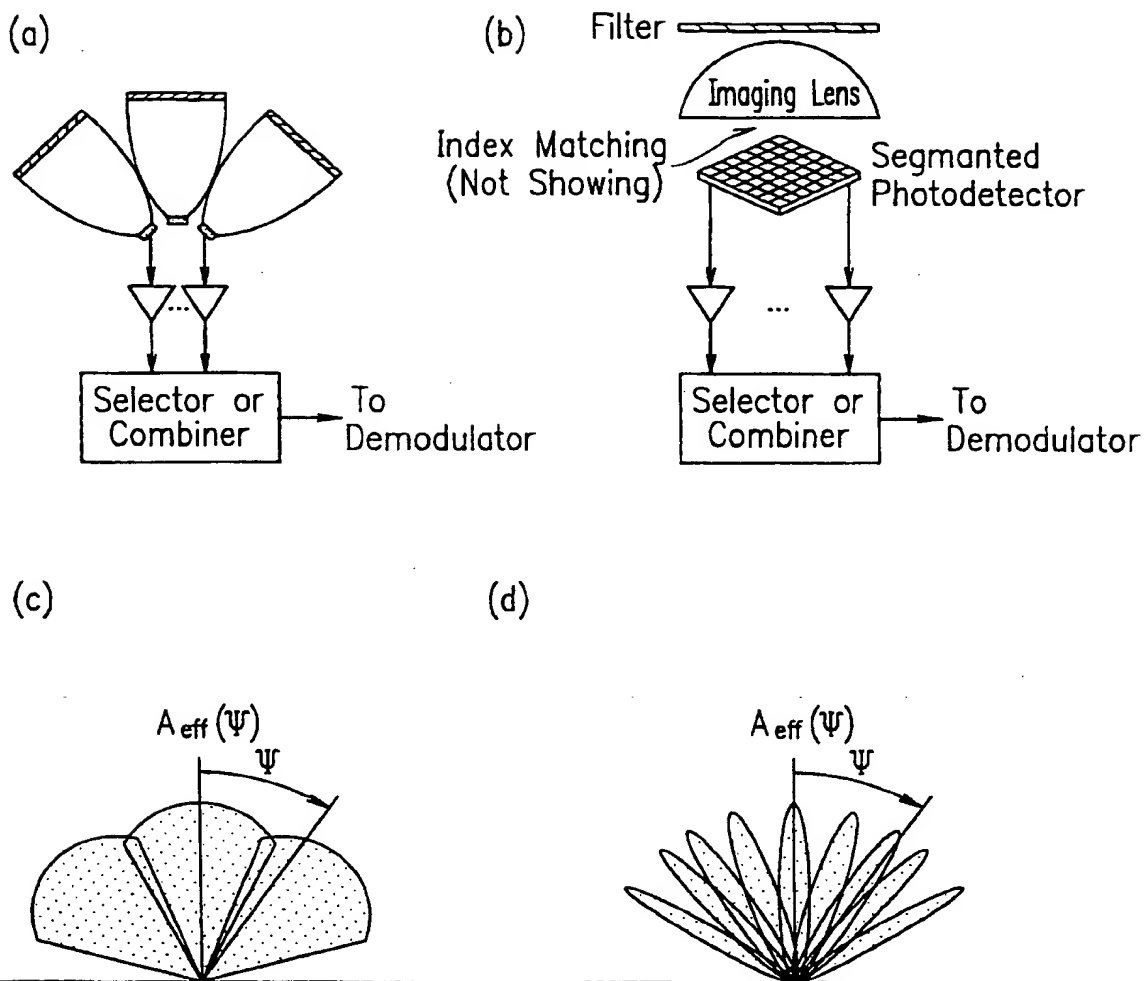 (a)
(b)
Filter
Imaging Lens
Index Matching
(Not Showing)
Segmanted
Photodetector
...
...
Selector or
Combiner
To
Demodulator
Selector or
Combiner
To
Demodulator
(c)
(d)
A eff (Ψ)
Ψ
A eff (Ψ)
Ψ